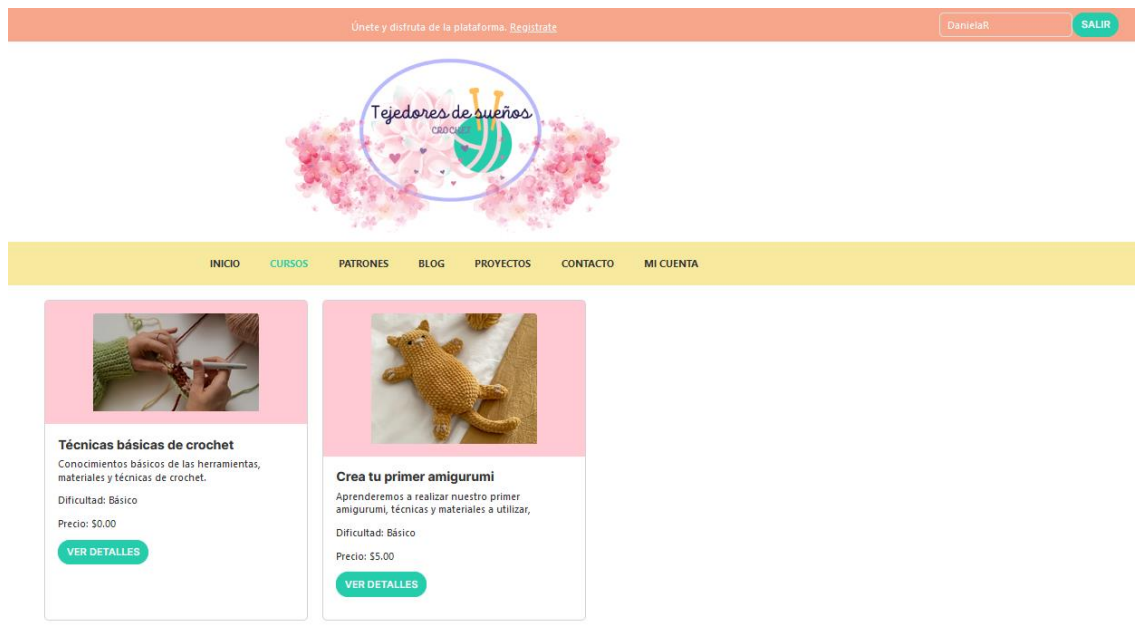 Únete y disfruta de la plataforma. Registrate
DanielaR
SALIR
Tejedores de sueños
CROCHET
INICIO CURSOS PATRONES BLOG PROYECTOS CONTACTO MI CUENTA
Técnicas básicas de crochet
Conocimientos básicos de las herramientas,
materiales y técnicas de crochet.
Dificultad: Básico
Precio: $0.00
VER DETALLES
Crea tu primer amigurumi
Aprenderemos a realizar nuestro primer
amigurumi, técnicas y materiales a utilizar,
Dificultad: Básico
Precio: $5.00
VER DETALLES